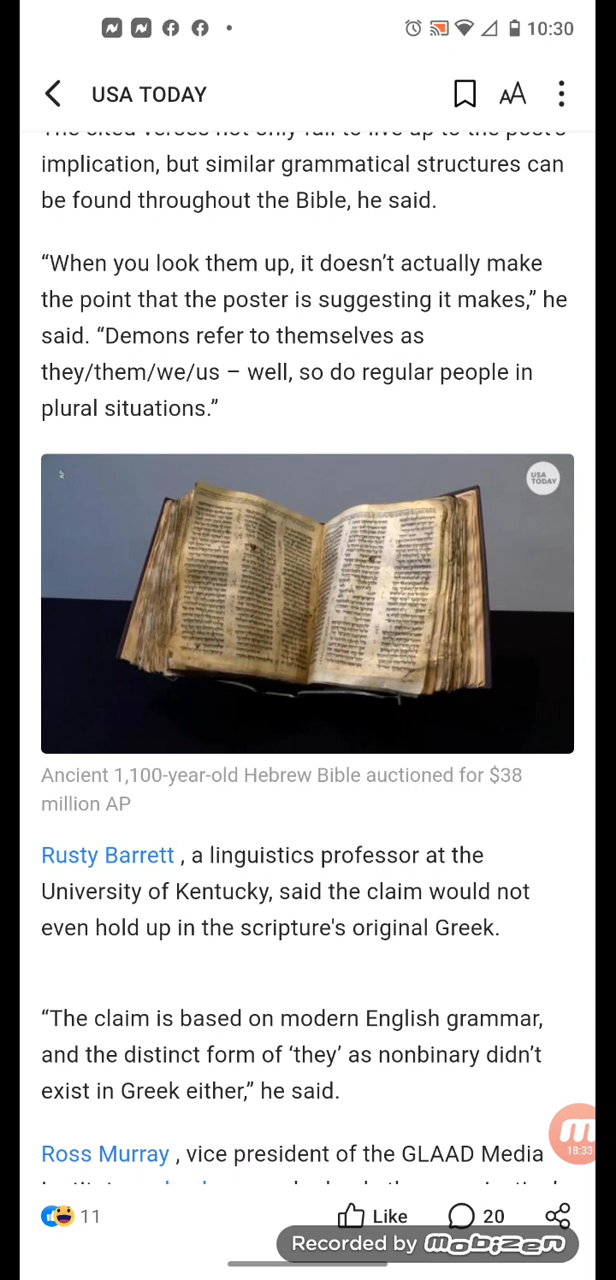 10:30
USA TODAY
AA
implication, but similar grammatical structures can
be found throughout the Bible, he said.
“When you look them up, it doesn’t actually make
the point that the poster is suggesting it makes,” he
said. “Demons refer to themselves as
they/them/we/us – well, so do regular people in
plural situations.”
USA
TODAY
Ancient 1,100-year-old Hebrew Bible auctioned for $38
million AP
Rusty Barrett , a linguistics professor at the
University of Kentucky, said the claim would not
even hold up in the scripture's original Greek.
“The claim is based on modern English grammar,
and the distinct form of ‘they’ as nonbinary didn’t
exist in Greek either,” he said.
m
18:33
Ross Murray , vice president of the GLAAD Media
11
Like
20
Recorded by mobizen